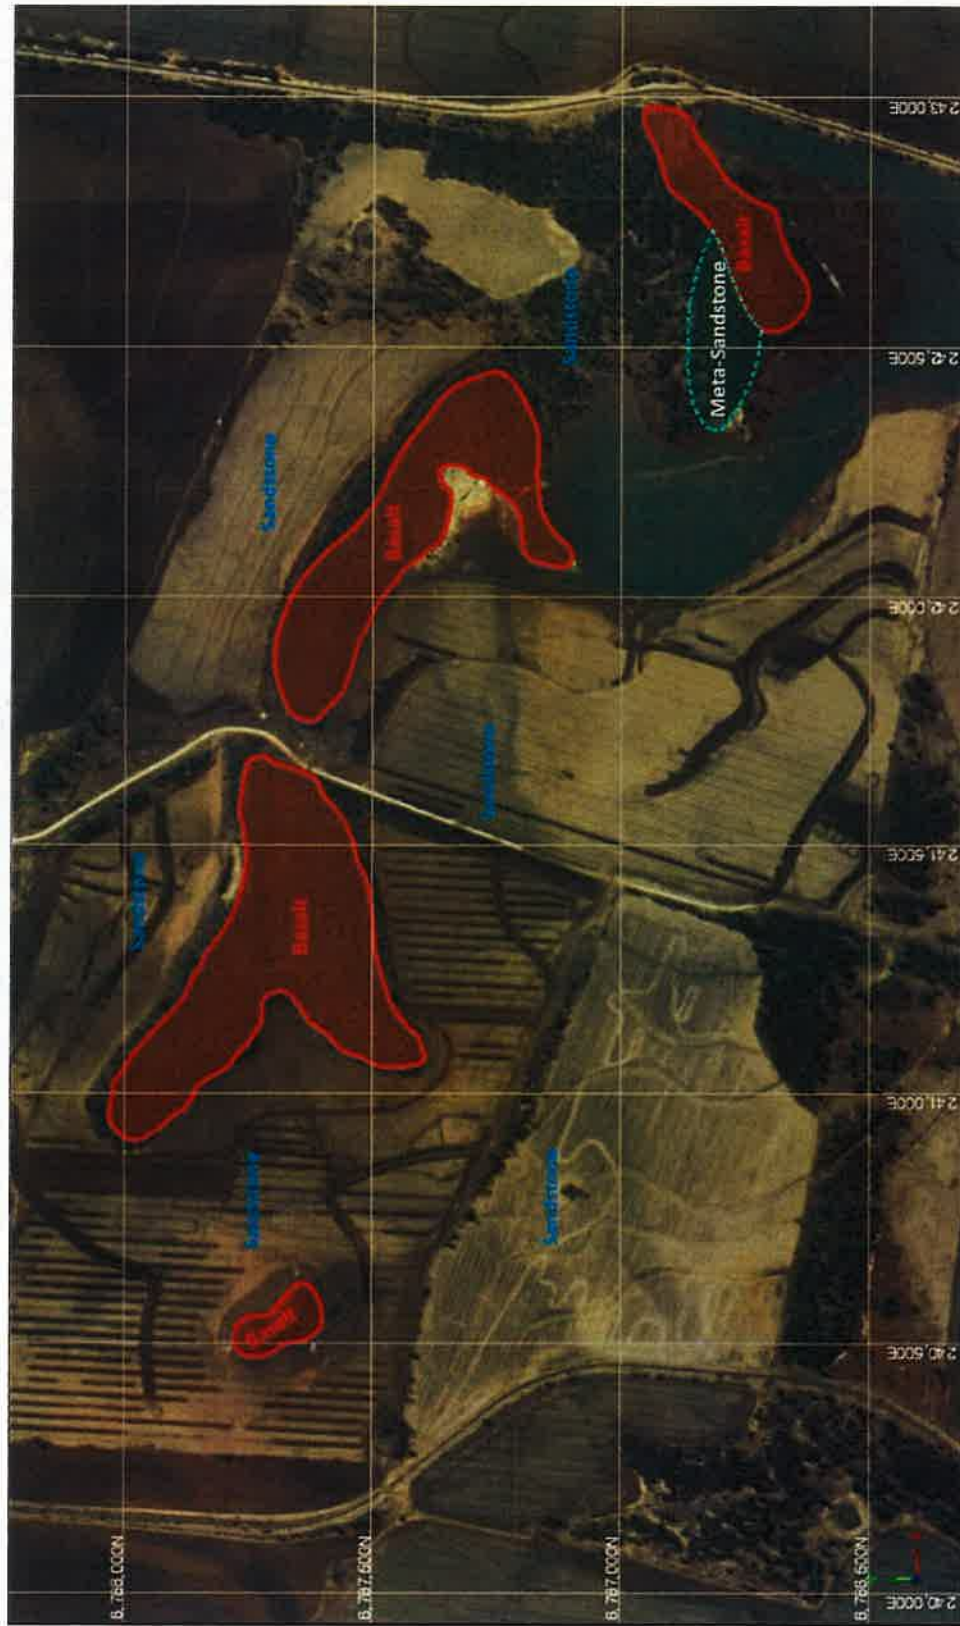 6,788,000N
Sandstone
Sandstone
Sandstone
Basalt
Basalt
6,787,500N
Basalt
Sandstone
Sandstone
Sandstone
6,787,000N
Meta-Sandstone
Basalt
6,786,500N
240,000E
240,500E
241,000E
241,500E
242,000E
242,500E
243,000E